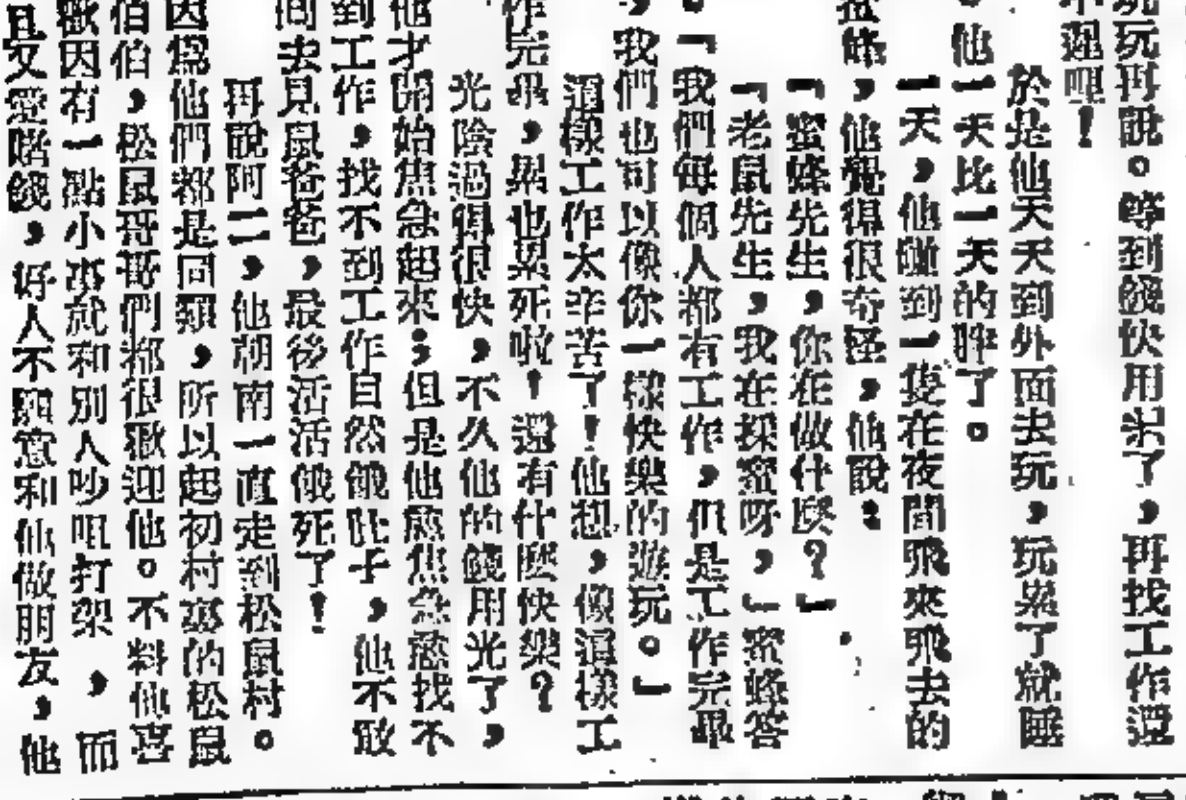 玩玩再說。等到錢快用米了，再找工作還
不遲哩！
於是他天天到外面去玩，玩累了就睡
。他一天比一天的胖了。
一天，他碰到一隻在夜間飛來飛去的
蜜蜂，他覺得很奇怪，他說：
「蜜蜂先生，你在做什麼？」
「老鼠先生，我在採蜜呀，」蜜蜂答
。「我們每個人都有工作，但是工作完畢
，我們也可以像你一樣快樂的遊玩。」
這樣工作太辛苦了！他想，像這樣工
作完畢，累也累死啦！還有什麼快樂？
光陰過得很快，不久他的錢用光了，
他才開始焦急起來；但是他愈焦急愈找不
到工作，找不到工作自然餓肚子，他不敢
回去見鼠爸爸，最後活活餓死了！
再說阿二，他朝南一直走到松鼠村。
因爲他們都是同類，所以起初村裏的松鼠
伯伯，松鼠哥哥們都很歡迎他。不料他喜
歡因有一點小事就和別人吵咀打架，而
且又愛賭錢，好人不願意和他做朋友，他